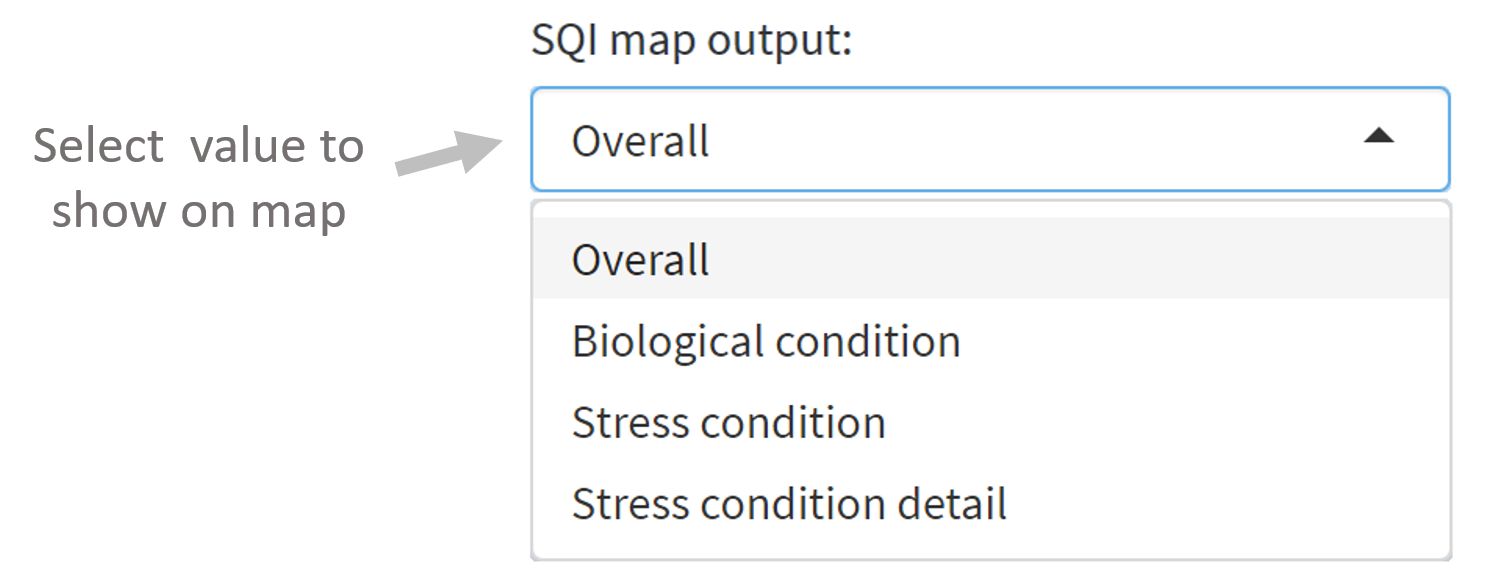 SQI map output:
Select value to
show on map
Overall
Overall
Biological condition
Stress condition
Stress condition detail